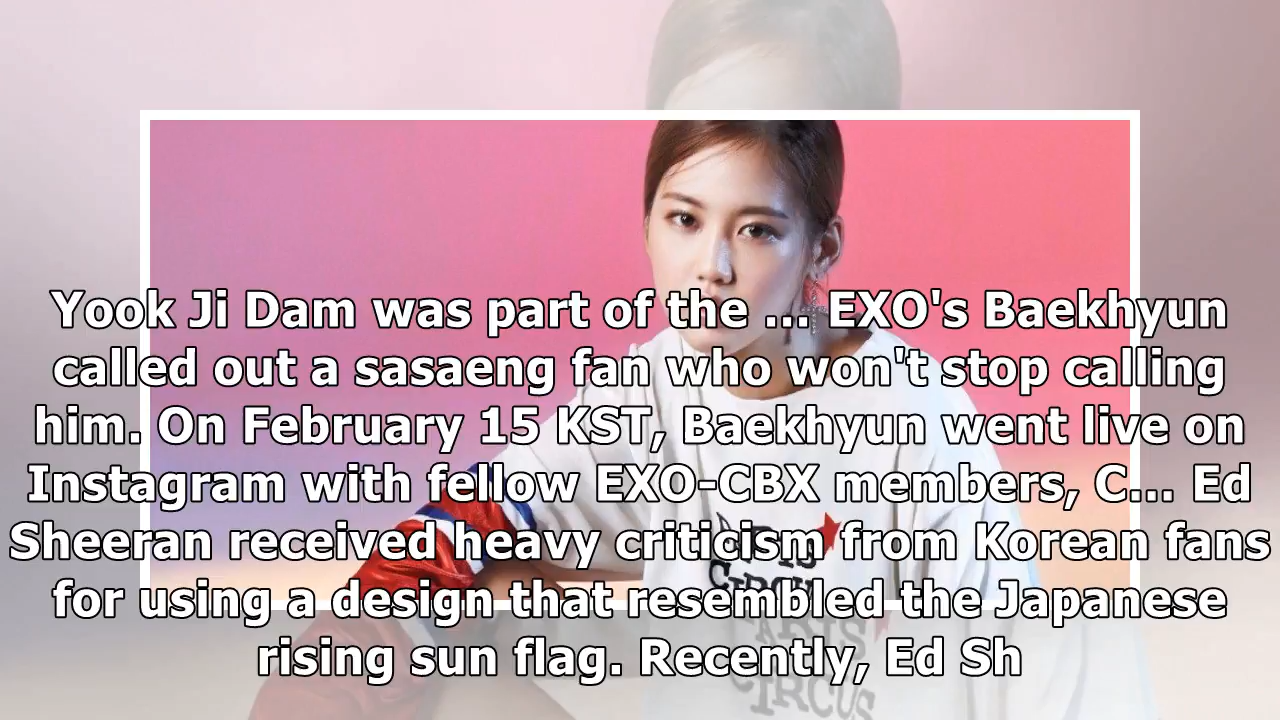 Yook Ji Dam was part of the ... EXO's Baekhyun
called out a sasaeng fan who won't stop calling
him. On February 15 KST, Baekhyun went live on
Instagram with fellow EXO-CBX members, C... Ed
Sheeran received heavy criticism from Korean fans
for using a design that resembled the Japanese
rising sun flag. Recently, Ed Sh
CIRCUS